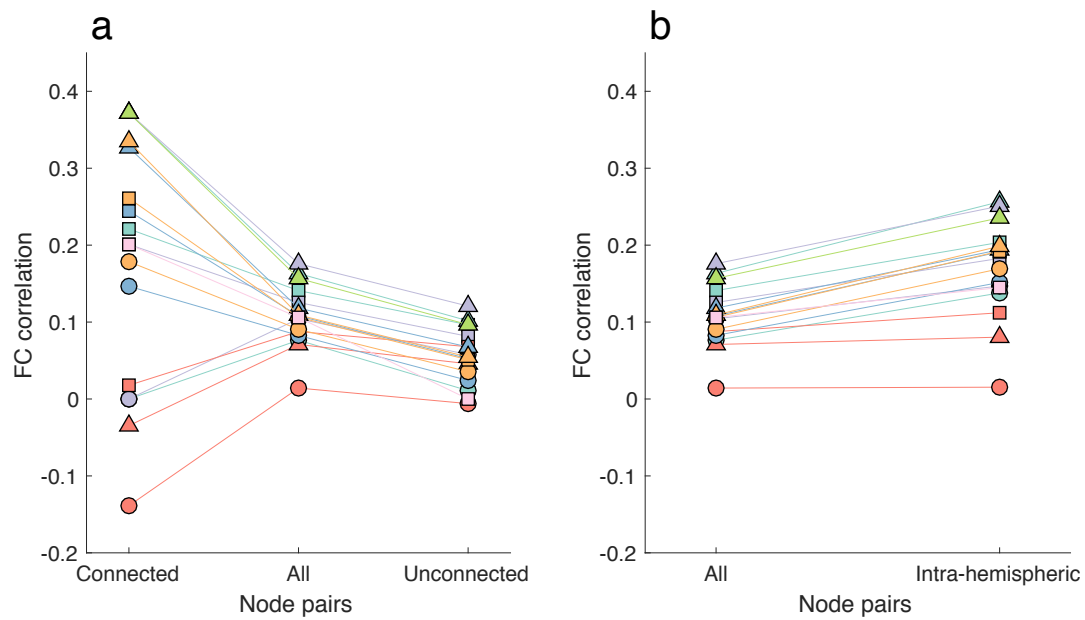 a
FC correlation
0.4
0.3
0.2
0.1
0
-0.1
-0.2
Connected
All
Unconnected
Node pairs
b
FC correlation
0.4
0.3
0.2
0.1
0
-0.1
-0.2
All
Intra-hemispheric
Node pairs